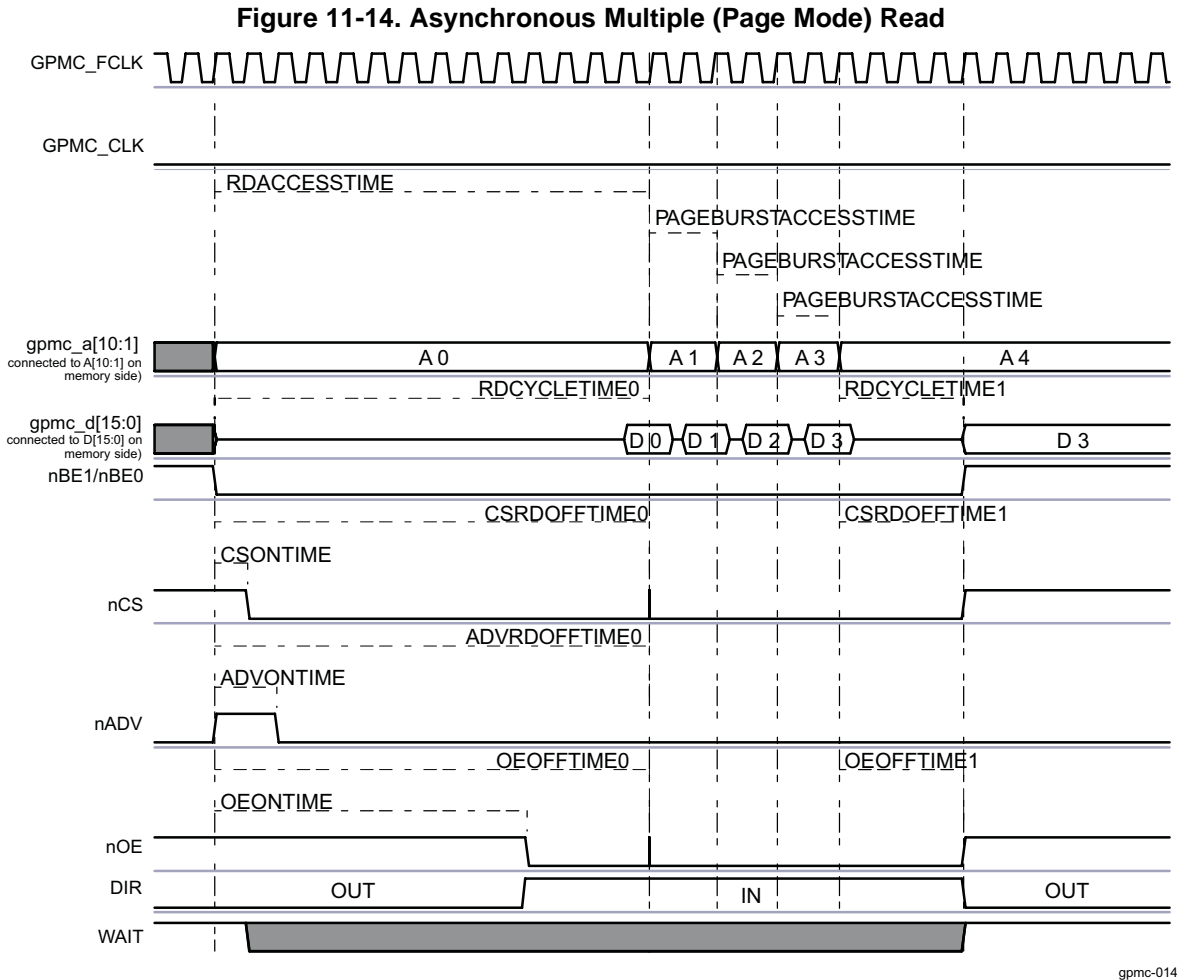 Figure 11-14. Asynchronous Multiple (Page Mode) Read
GPMC_FCLK
GPMC_CLK
RDACCESSTIME
PAGEBURSTACCESSTIME
PAGEBURSTACCESSTIME
PAGEBURSTACCESSTIME
gpmc_a[10:1]
connected to A[10:1] on
memory side)
A 0 A 1 A 2 A 3 A 4
RDCYCLETIME0 RDCYCLETIME1
gpmc_d[15:0]
connected to D[15:0] on
memory side)
D 0 D 1 D 2 D 3 D 3
nBE1/nBE0
CSRDOFFTIME0 CSRDOFFTIME1
CSONTIME
nCS
ADVRDOFFTIME0
ADVONTIME
nADV
OEOFFTIME0 OEOFFTIME1
OEONTIME
nOE
DIR OUT IN OUT
WAIT
gpmc-014